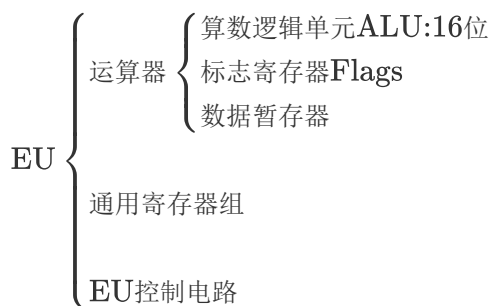 算数逻辑单元ALU:16位
运算器
标志寄存器Flags
数据暂存器
EU
通用寄存器组
EU控制电路